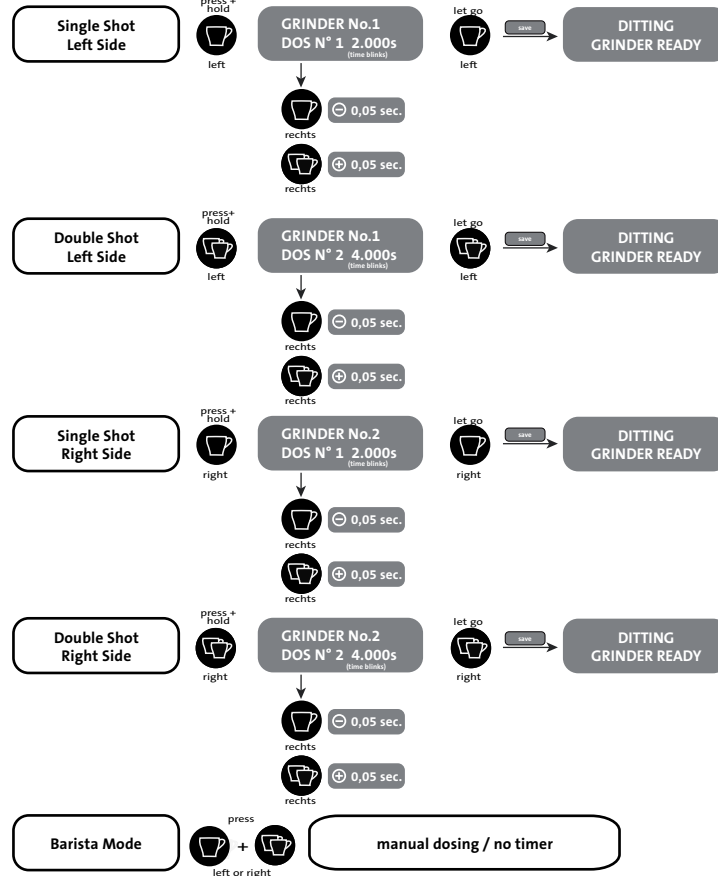 press +
hold
Single Shot
Left Side
left
GRINDER No.1
DOS N° 1 2.000s
(time blinks)
let go
left
save
DITTING
GRINDER READY
rechts
⊖ 0,05 sec.
rechts
⊕ 0,05 sec.
press+
hold
Double Shot
Left Side
left
GRINDER No.1
DOS N° 2 4.000s
(time blinks)
let go
left
save
DITTING
GRINDER READY
rechts
⊖ 0,05 sec.
rechts
⊕ 0,05 sec.
press +
hold
Single Shot
Right Side
right
GRINDER No.2
DOS N° 1 2.000s
(time blinks)
let go
right
save
DITTING
GRINDER READY
rechts
⊖ 0,05 sec.
rechts
⊕ 0,05 sec.
press +
hold
Double Shot
Right Side
right
GRINDER No.2
DOS N° 2 4.000s
(time blinks)
let go
right
save
DITTING
GRINDER READY
rechts
⊖ 0,05 sec.
rechts
⊕ 0,05 sec.
Barista Mode
press
+
left or right
manual dosing / no timer